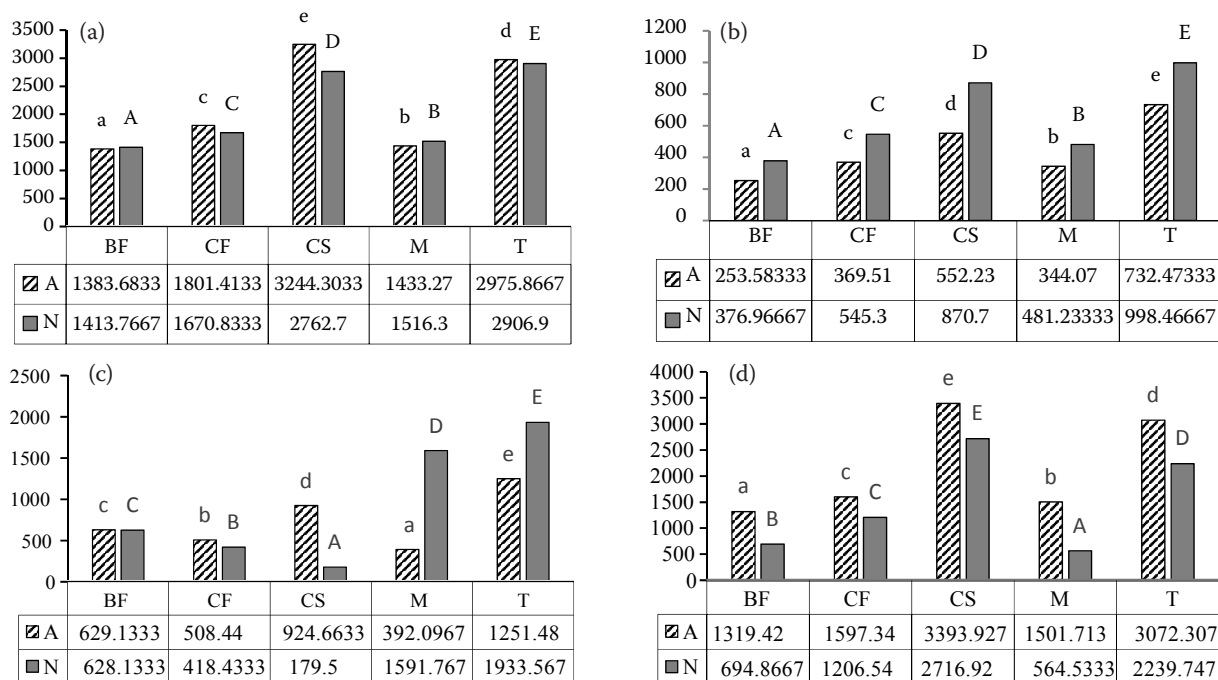 (a)
3500
3000
2500
2000
1500
1000
500
0
a A c C e D b B d E
BF CF CS M T
A 1383.6833 1801.4133 3244.3033 1433.27 2975.8667
N 1413.7667 1670.8333 2762.7 1516.3 2906.9
(b)
1200
1000
800
600
400
200
0
a A c C d D b B e E
BF CF CS M T
A 253.58333 369.51 552.23 344.07 732.47333
N 376.96667 545.3 870.7 481.23333 998.46667
(c)
2500
2000
1500
1000
500
0
c C b B d A a D e E
BF CF CS M T
A 629.1333 508.44 924.6633 392.0967 1251.48
N 628.1333 418.4333 179.5 1591.767 1933.567
(d)
4000
3500
3000
2500
2000
1500
1000
500
0
a B c C e E b A d D
BF CF CS M T
A 1319.42 1597.34 3393.927 1501.713 3072.307
N 694.8667 1206.54 2716.92 564.5333 2239.747